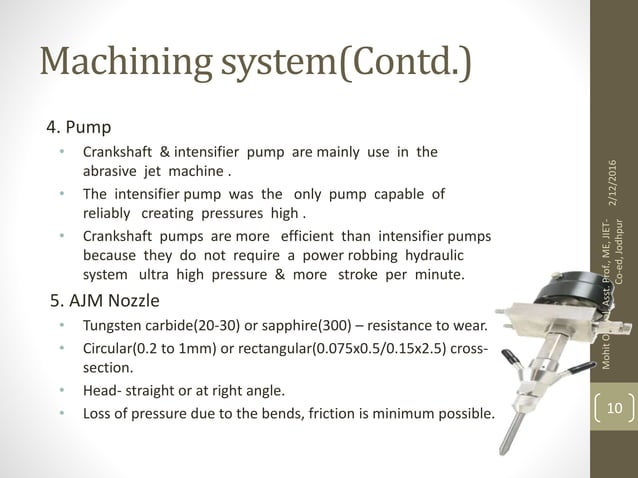 Machining system(Contd.)
4. Pump
• Crankshaft & intensifier pump are mainly use in the
abrasive jet machine .
• The intensifier pump was the only pump capable of
reliably creating pressures high .
• Crankshaft pumps are more efficient than intensifier pumps
because they do not require a power robbing hydraulic
system ultra high pressure & more stroke per minute.
5. AJM Nozzle
• Tungsten carbide(20-30) or sapphire(300) – resistance to wear.
• Circular(0.2 to 1mm) or rectangular(0.075x0.5/0.15x2.5) cross-
section.
• Head- straight or at right angle.
• Loss of pressure due to the bends, friction is minimum possible.
2/12/2016
Mohit Asst. Prof., ME, JIET-
Co-ed, Jodhpur
10